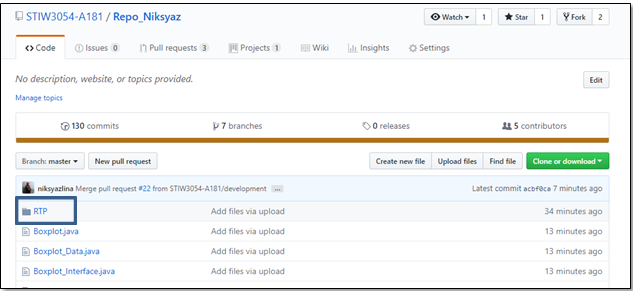 STIW3054-A181 / Repo_Niksyaz
Watch 1 Star 1 Fork 2
Code Issues 0 Pull requests 3 Projects 1 Wiki Insights Settings
No description, website, or topics provided. Edit
Manage topics
130 commits 7 branches 0 releases 5 contributors
Branch: master New pull request Create new file Upload files Find file Clone or download
niksyazlina Merge pull request #22 from STIW3054-A181/development ... Latest commit acbf0ca 7 minutes ago
RTP Add files via upload 34 minutes ago
Boxplot.java Add files via upload 13 minutes ago
Boxplot_Data.java Add files via upload 13 minutes ago
Boxplot_Interface.java Add files via upload 13 minutes ago